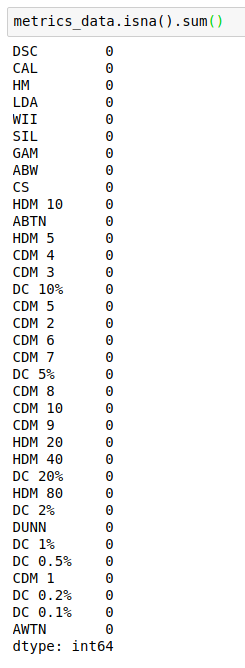 metrics_data.isna().sum()
DSC 0
CAL 0
HM 0
LDA 0
WII 0
SIL 0
GAM 0
ABW 0
CS 0
HDM 10 0
ABTN 0
HDM 5 0
CDM 4 0
CDM 3 0
DC 10% 0
CDM 5 0
CDM 2 0
CDM 6 0
CDM 7 0
DC 5% 0
CDM 8 0
CDM 10 0
CDM 9 0
HDM 20 0
HDM 40 0
DC 20% 0
HDM 80 0
DC 2% 0
DUNN 0
DC 1% 0
DC 0.5% 0
CDM 1 0
DC 0.2% 0
DC 0.1% 0
AWTN 0
dtype: int64